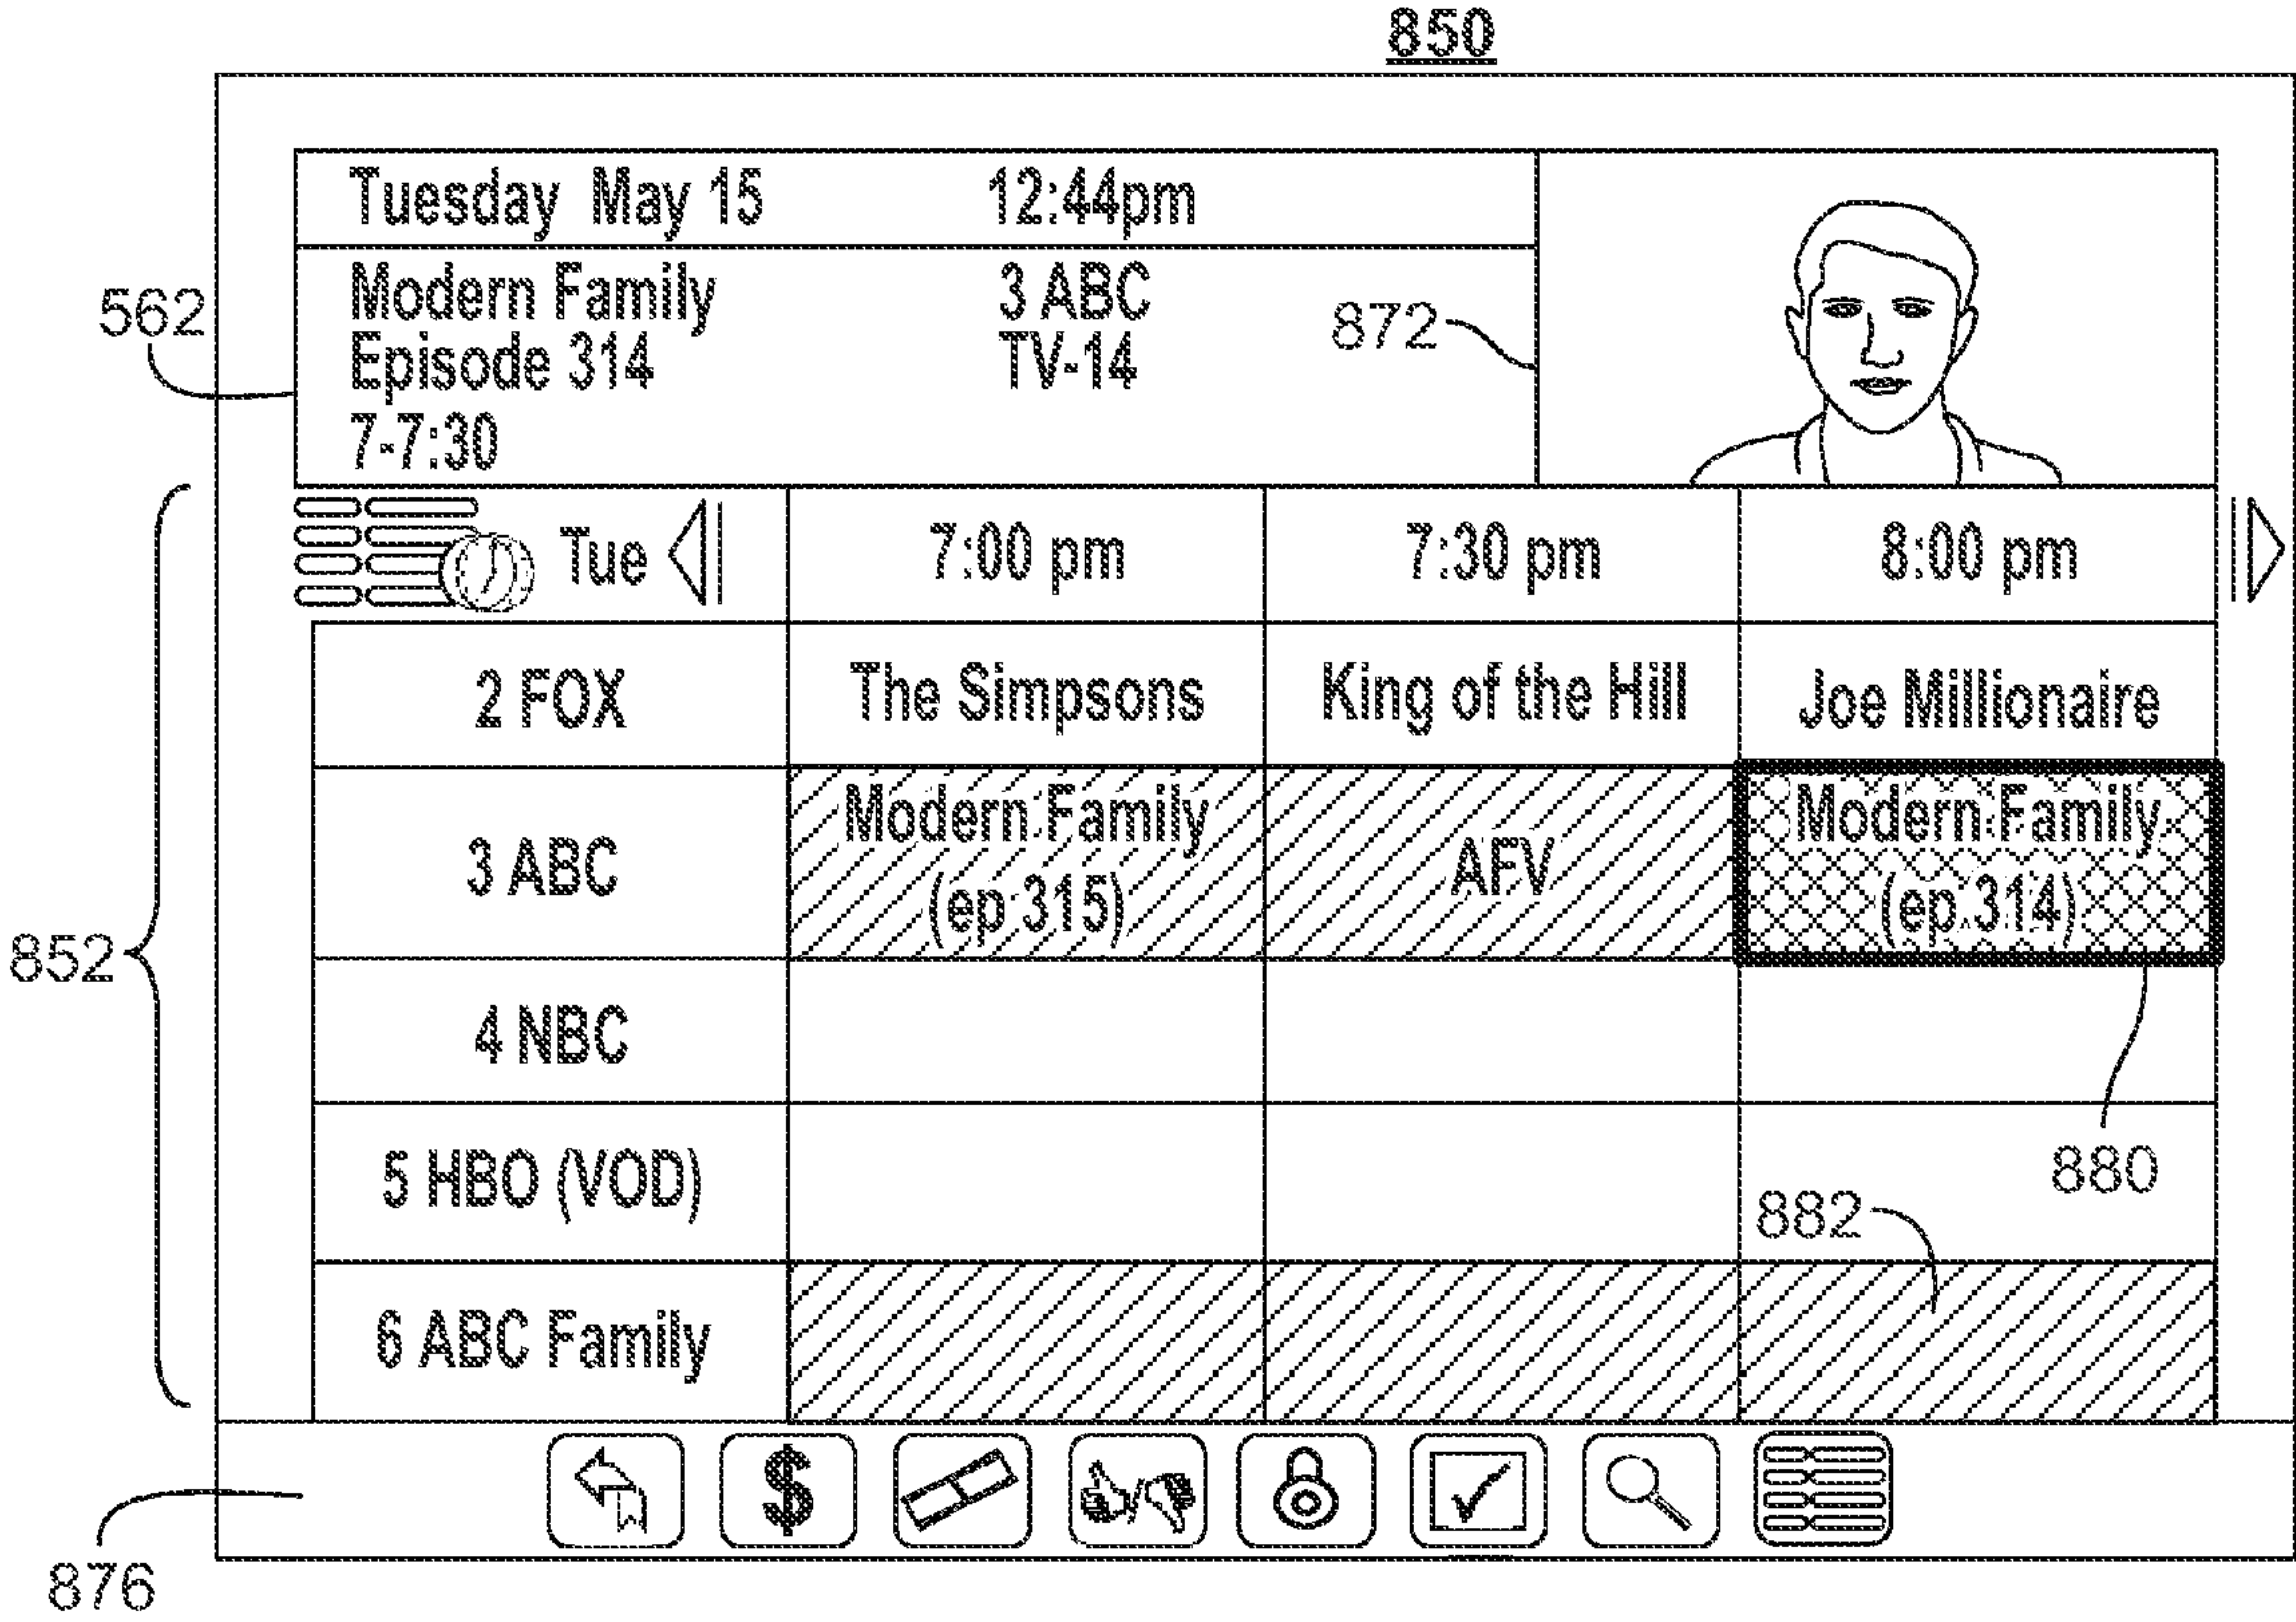 850
Tuesday May 15 12:44pm
Modern Family 3 ABC
562
872
Episode 314 TV-14
7-7:30
Tue 7:00 pm 7:30 pm 8:00 pm
2 FOX The Simpsons King of the Hill Joe Millionaire
3 ABC Modern Family (ep 315) AFV Modern Family (ep 314)
852
4 NBC
5 HBO (VOD)
880
882
6 ABC Family
$
876